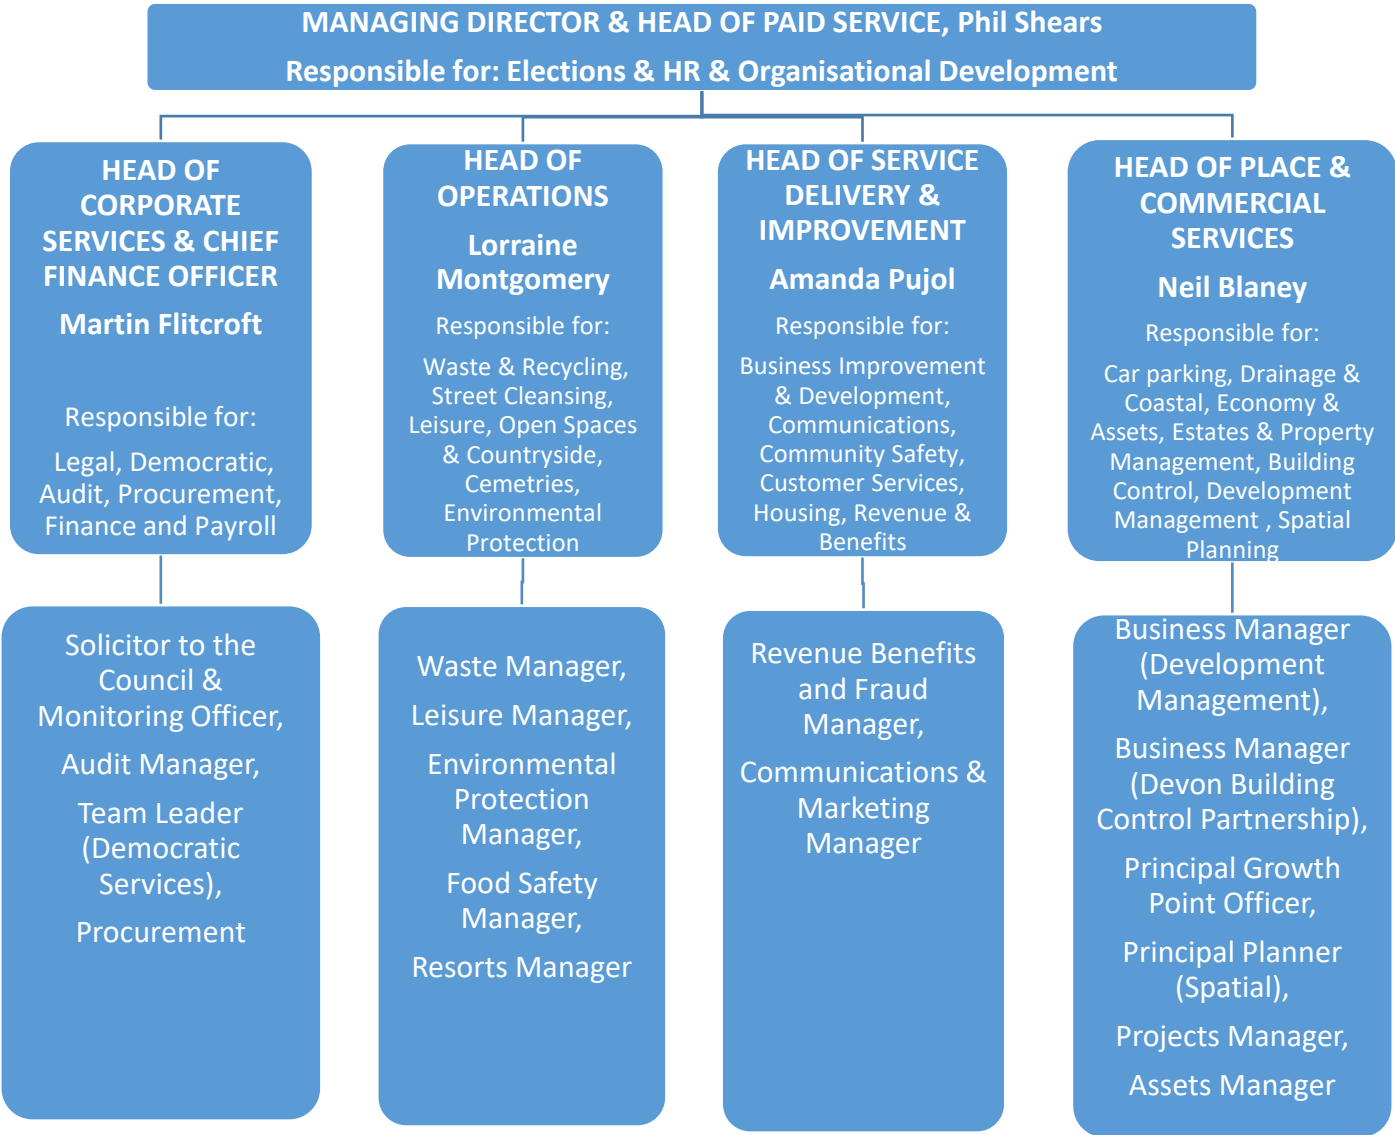 MANAGING DIRECTOR & HEAD OF PAID SERVICE, Phil Shears
Responsible for: Elections & HR & Organisational Development
HEAD OF
CORPORATE
SERVICES & CHIEF
FINANCE OFFICER
Martin Flitcroft
Responsible for:
Legal, Democratic,
Audit, Procurement,
Finance and Payroll
HEAD OF
OPERATIONS
Lorraine
Montgomery
Responsible for:
Waste & Recycling,
Street Cleansing,
Leisure, Open Spaces
& Countryside,
Cemetries,
Environmental
Protection
HEAD OF SERVICE
DELIVERY &
IMPROVEMENT
Amanda Pujol
Responsible for:
Business Improvement
& Development,
Communications,
Community Safety,
Customer Services,
Housing, Revenue &
Benefits
HEAD OF PLACE &
COMMERCIAL
SERVICES
Neil Blaney
Responsible for:
Car parking, Drainage &
Coastal, Economy &
Assets, Estates & Property
Management, Building
Control, Development
Management , Spatial
Planning
Solicitor to the
Council &
Monitoring Officer,
Audit Manager,
Team Leader
(Democratic
Services),
Procurement
Waste Manager,
Leisure Manager,
Environmental
Protection
Manager,
Food Safety
Manager,
Resorts Manager
Revenue Benefits
and Fraud
Manager,
Communications &
Marketing
Manager
Business Manager
(Development
Management),
Business Manager
(Devon Building
Control Partnership),
Principal Growth
Point Officer,
Principal Planner
(Spatial),
Projects Manager,
Assets Manager